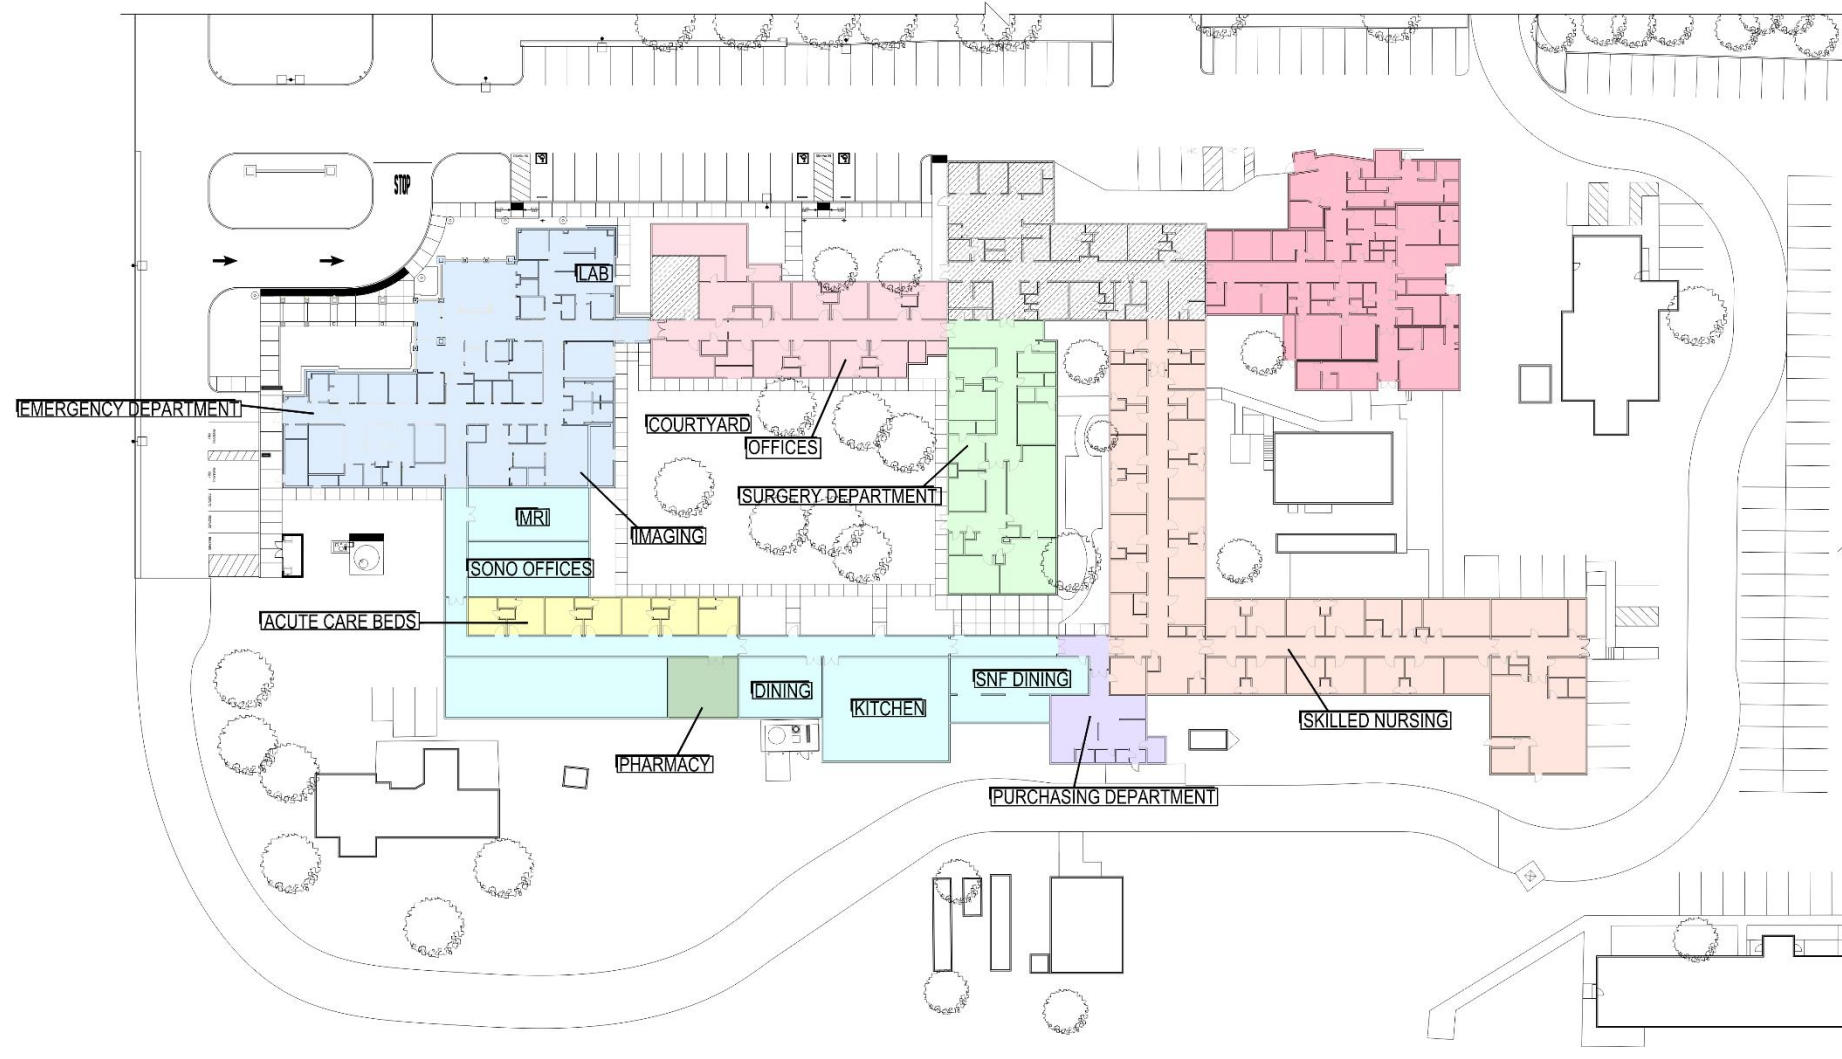 STOP
LAB
EMERGENCY DEPARTMENT
COURTYARD
OFFICES
SURGERY DEPARTMENT
MRI
IMAGING
SONO OFFICES
ACUTE CARE BEDS
SNF DINING
DINING
KITCHEN
SKILLED NURSING
PHARMACY
PURCHASING DEPARTMENT